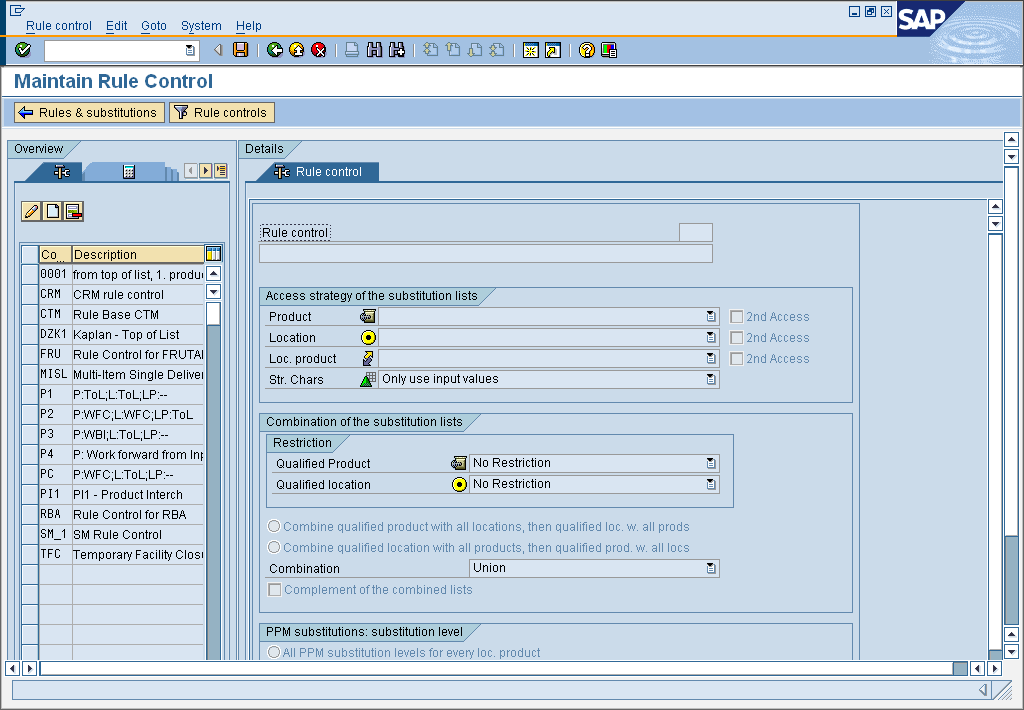 Rule control Edit Goto System Help
SAP
Maintain Rule Control
Rules & substitutions Rule controls
Overview
Details
Rule control
Co... Description
0001 from top of list, 1. produ
CRM CRM rule control
CTM Rule Base CTM
DZK1 Kaplan - Top of List
FRU Rule Control for FRUTA
MISL Multi-Item Single Deliver
P1 P:ToL;L:ToL;LP:--
P2 P:WFC;L:WFC;LP:ToL
P3 P:WBI;L:ToL;LP:--
P4 P: Work forward from Inp
PC P:WFC;L:ToL;LP:--
PI1 PI1 - Product Interch
RBA Rule Control for RBA
SM_1 SM Rule Control
TFC Temporary Facility Closu
Rule control
Access strategy of the substitution lists
Product 2nd Access
Location 2nd Access
Loc. product 2nd Access
Str. Chars Only use input values
Combination of the substitution lists
Restriction
Qualified Product No Restriction
Qualified location No Restriction
Combine qualified product with all locations, then qualified loc. w. all prods
Combine qualified location with all products, then qualified prod. w. all locs
Combination Union
Complement of the combined lists
PPM substitutions: substitution level
All PPM substitution levels for every loc. product